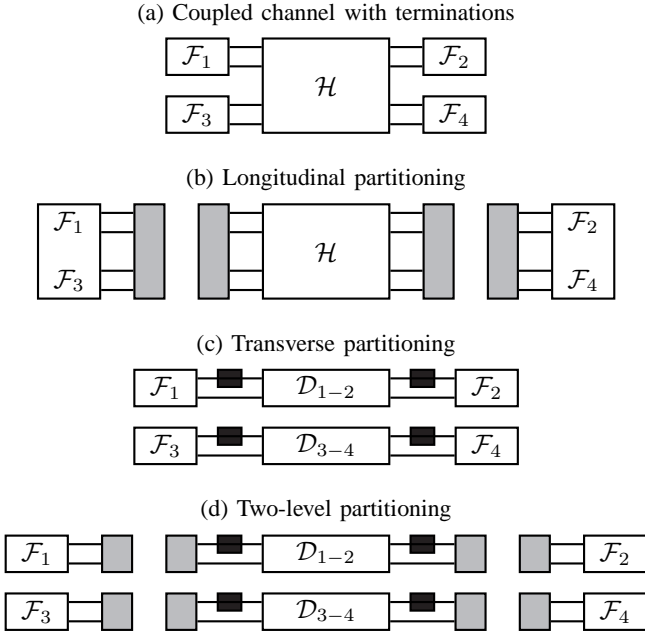 (a) Coupled channel with terminations
F₁ H F₂
F₃ F₄
(b) Longitudinal partitioning
F₁ H F₂
F₃ F₄
(c) Transverse partitioning
F₁ D₁₋₂ F₂
F₃ D₃₋₄ F₄
(d) Two-level partitioning
F₁ D₁₋₂ F₂
F₃ D₃₋₄ F₄